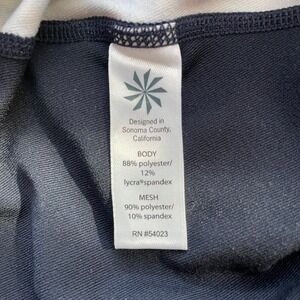 Designed in
Sonoma County,
California
BODY
88% polyester/
12%
lycra®spandex
MESH
90% polyester/
10% spandex
RN #54023